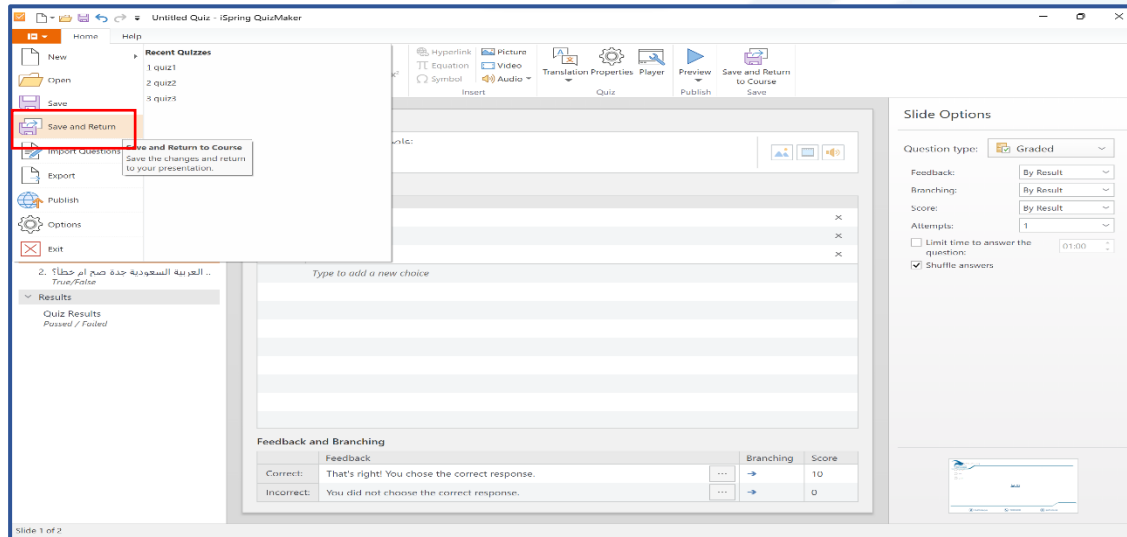 Untitled Quiz - iSpring QuizMaker
Home Help
New
Open
Save
Save and Return
Import Questions
Export
Publish
Options
Exit
Recent Quizzes
1 quiz1
2 quiz2
3 quiz3
Save and Return to Course
Save the changes and return
to your presentation.
Hyperlink Picture
Equation Video
Symbol Audio
Insert
Translation Properties Player
Quiz
Preview
Publish
Save and Return
to Course
Save
2. العربية السعودية جدة صح ام خطأ؟ ..
True/False
Results
Quiz Results
Passed / Failed
Type to add a new choice
Feedback and Branching
Feedback Branching Score
Correct: That's right! You chose the correct response. ... 10
Incorrect: You did not choose the correct response. ... 0
Slide Options
Question type: Graded
Feedback: By Result
Branching: By Result
Score: By Result
Attempts: 1
Limit time to answer the
question: 01:00
Shuffle answers
Slide 1 of 2